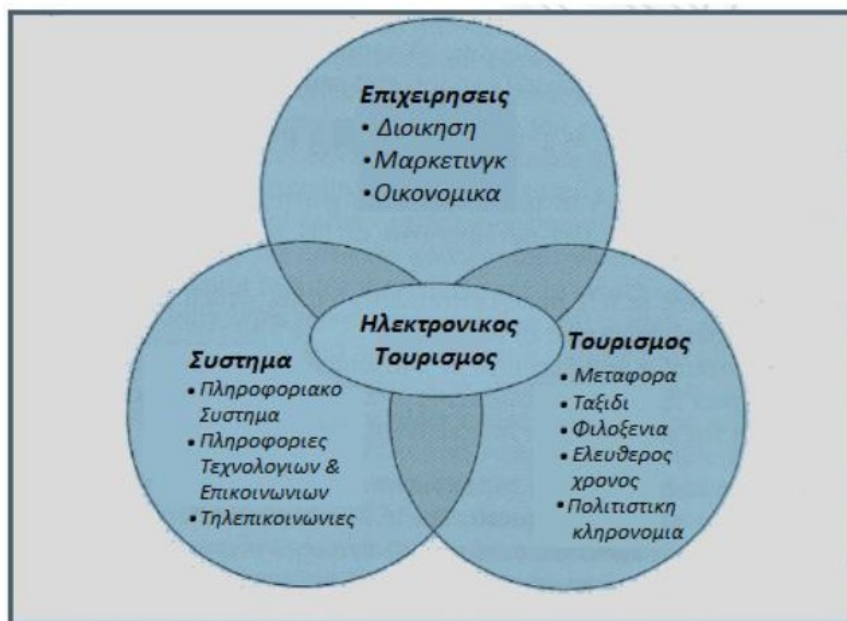 Επιχειρησεις
• Διοικηση
• Μαρκετινγκ
• Οικονομικα
Ηλεκτρονικος
Τουρισμος
Συστημα
• Πληροφοριακο
Συστημα
• Πληροφοριες
Τεχνολογιων &
Επικοινωνιων
• Τηλεπικοινωνιες
Τουρισμος
• Μεταφορα
• Ταξιδι
• Φιλοξενια
• Ελευθερος
χρονος
• Πολιτιστικη
κληρονομια